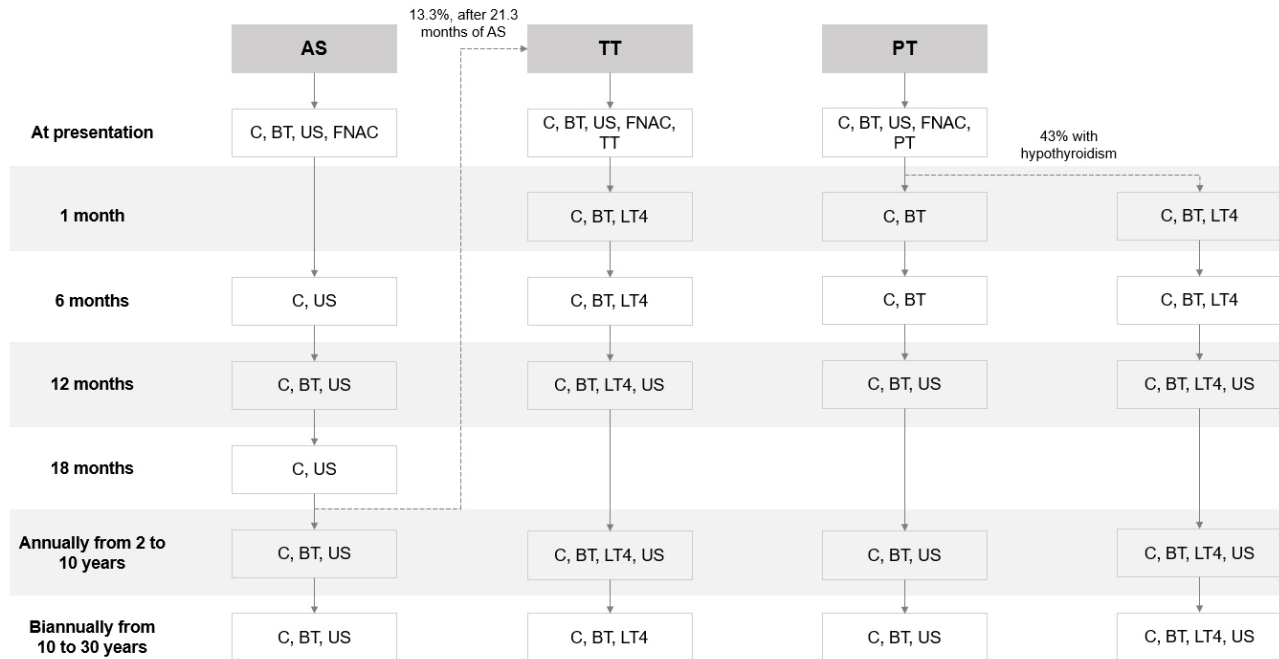 13.3%, after 21.3
months of AS
AS
TT
PT
At presentation
C, BT, US, FNAC
C, BT, US, FNAC,
TT
C, BT, US, FNAC,
PT
43% with
hypothyroidism
1 month
C, BT, LT4
C, BT
C, BT, LT4
6 months
C, US
C, BT, LT4
C, BT
C, BT, LT4
12 months
C, BT, US
C, BT, LT4, US
C, BT, US
C, BT, LT4, US
18 months
C, US
Annually from 2 to
10 years
C, BT, US
C, BT, LT4, US
C, BT, US
C, BT, LT4, US
Biannually from
10 to 30 years
C, BT, US
C, BT, LT4
C, BT, US
C, BT, LT4, US